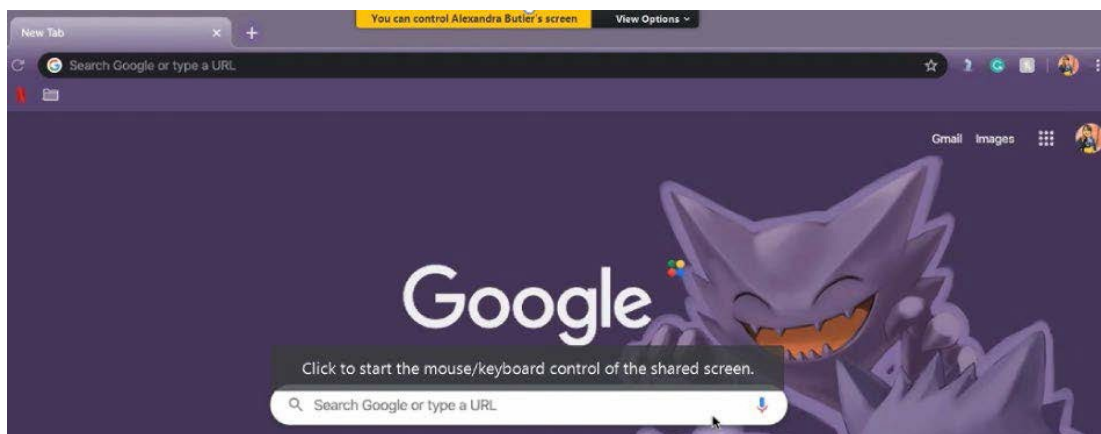 You can control Alexandra Butler's screen View Options
New Tab
Search Google or type a URL
Gmail Images
Google
Click to start the mouse/keyboard control of the shared screen.
Search Google or type a URL